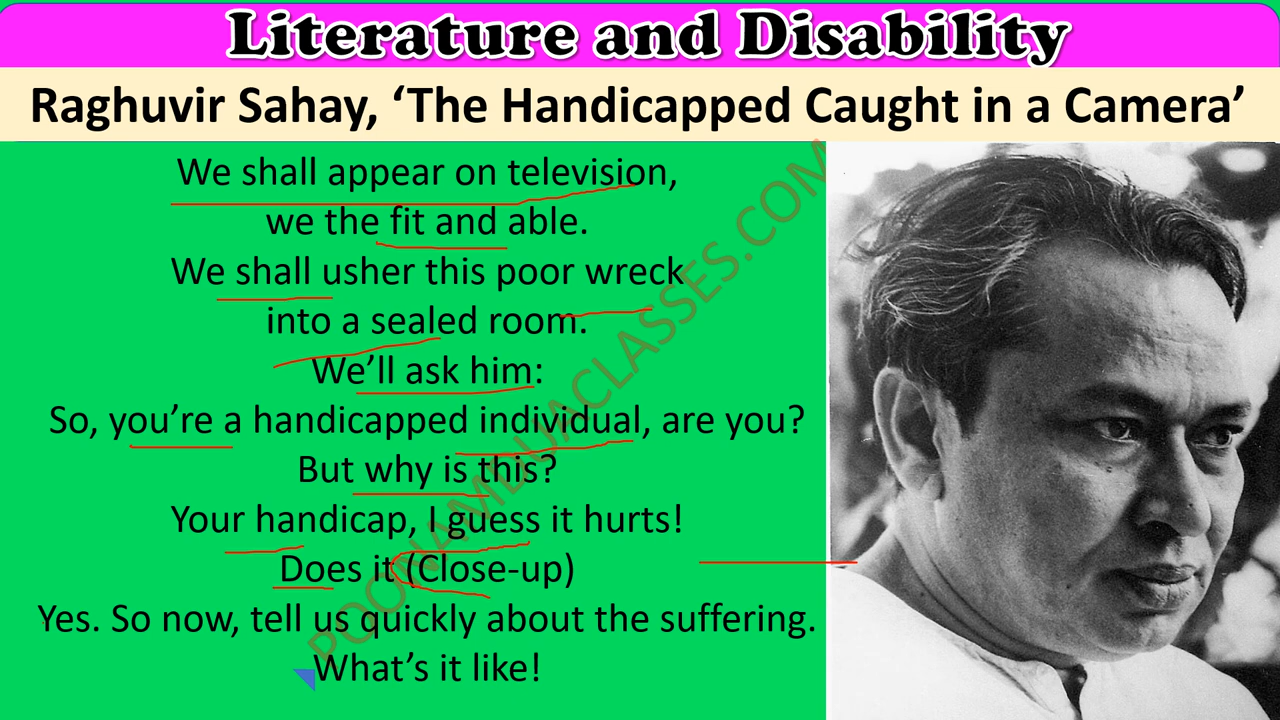 Literature and Disability
Raghuvir Sahay, ‘The Handicapped Caught in a Camera’
We shall appear on television,
we the fit and able.
We shall usher this poor wreck
into a sealed room.
We’ll ask him:
So, you’re a handicapped individual, are you?
But why is this?
Your handicap, I guess it hurts!
Does it (Close-up)
Yes. So now, tell us quickly about the suffering.
What’s it like!
POONAMDUACLASSES.COM